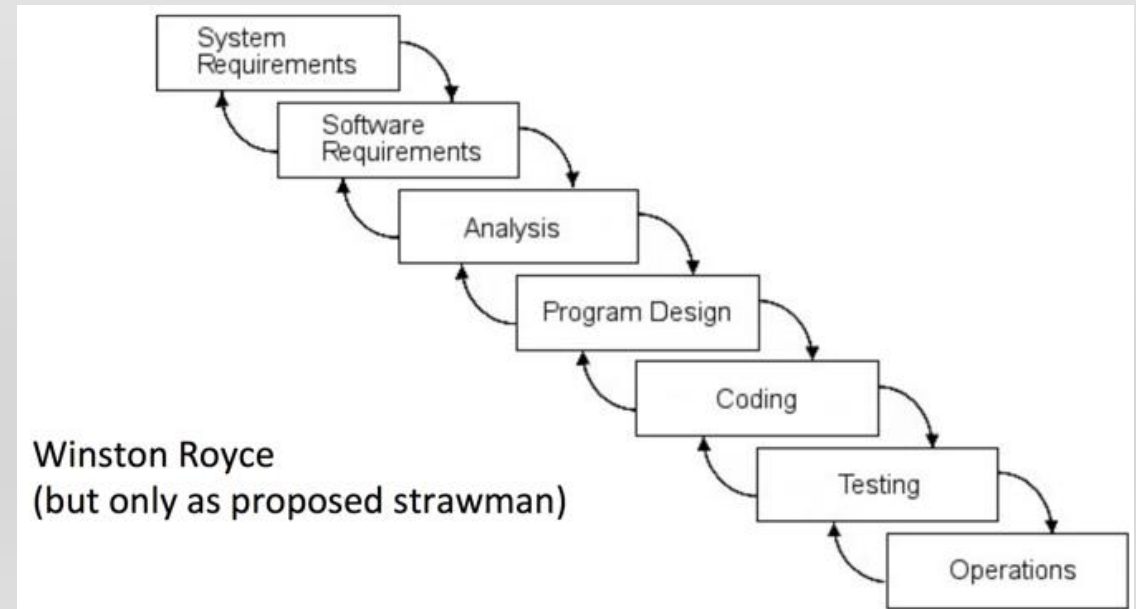 System
Requirements
Software
Requirements
Analysis
Program Design
Coding
Testing
Operations
Winston Royce
(but only as proposed strawman)